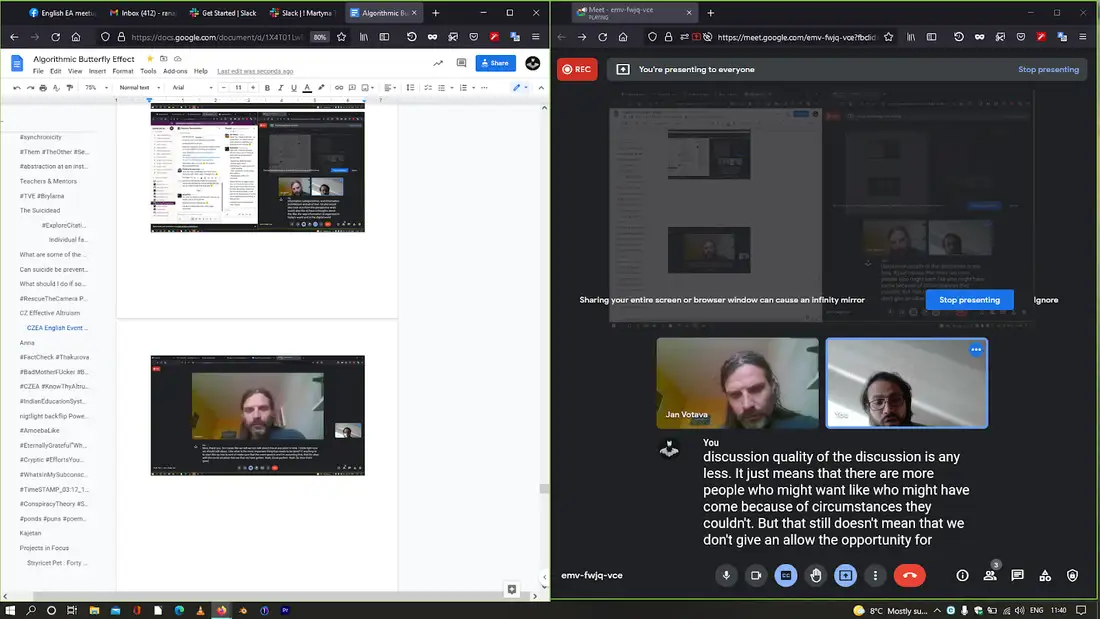 English EA meetup
Inbox (412) - rana
Get Started | Slack
Slack | ! Martyna
Algorithmic Bu
https://docs.google.com/document/d/1X4T01Lw
80%
Algorithmic Butterfly Effect
File Edit View Insert Format Tools Add-ons Help Last edit was seconds ago
Share
75% Normal text Arial 11 B I U A
#synchronicity
#Them #TheOther #Se...
#abstraction at an inst...
Teachers & Mentors
#TVE #Brylama
The Suicidead
#ExploreCitati...
Individual fa...
What are some of the ...
Can suicide be prevent...
What should I do if so...
#RescueTheCamera P...
CZ Effective Altruism
CZEA English Event ...
Anna
#FactCheck #Thakurova
#BadMotherFUcker #B...
#CZEA #KnowThyAltru...
#IndianEducationSyst...
nig(t)light backflip Powe...
#AmoebaLike
#EternallyGrateful"Wh...
#Cryptic #EffortsYou...
#WhatsInMySubconsc...
#TimeSTAMP_03:12_1...
#ConspiracyTheory #S...
#ponds #puns #poem...
Kajetan
Projects in Focus
Stryricet Pet : Forty ...
Meet - emv-fwjq-vce
PLAYING
https://meet.google.com/emv-fwjq-vce?fbclid
REC
You're presenting to everyone
Stop presenting
Sharing your entire screen or browser window can cause an infinity mirror
Stop presenting
Ignore
Jan Votava
You
You
discussion quality of the discussion is any
less. It just means that there are more
people who might want like who might have
come because of circumstances they
couldn't. But that still doesn't mean that we
don't give an allow the opportunity for
emv-fwjq-vce
3
8°C Mostly su...
ENG
11:40